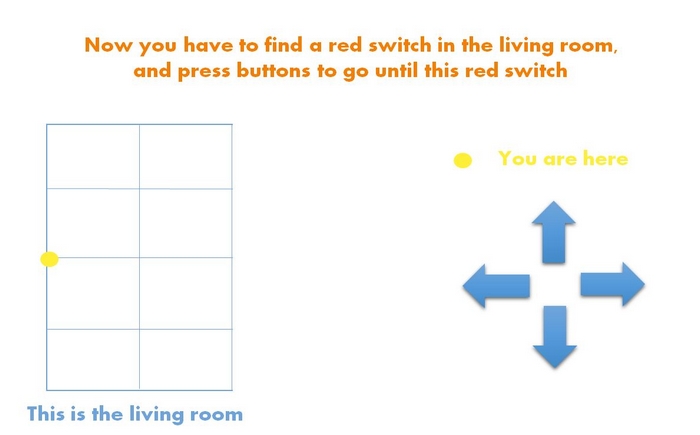 Now you have to find a red switch in the living room,
and press buttons to go until this red switch
You are here
This is the living room